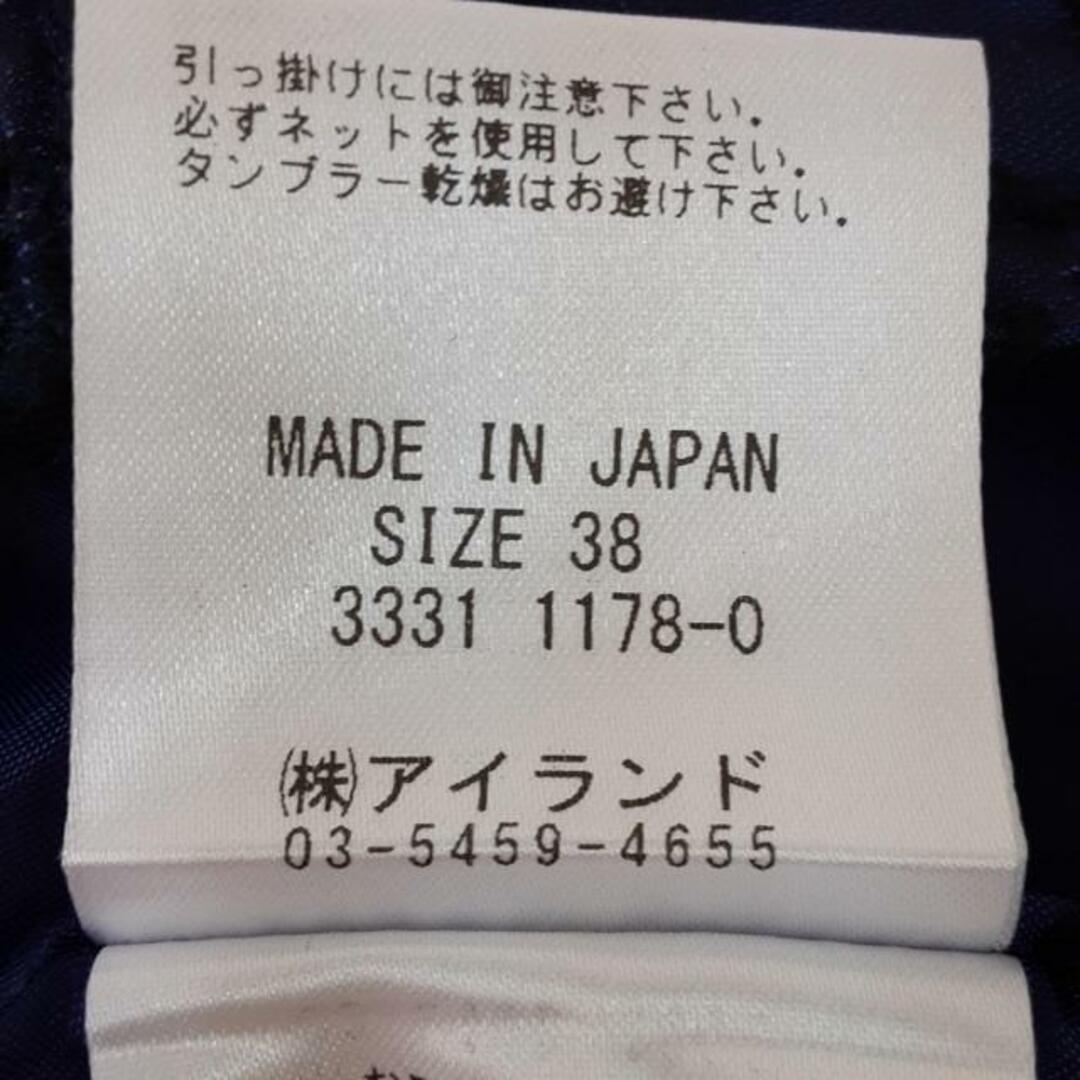 引っ掛けには御注意下さい.
必ずネットを使用して下さい.
タンブラー乾燥はお避け下さい.
MADE IN JAPAN
SIZE 38
3331 1178-0
㈱アイランド
03-5459-4655